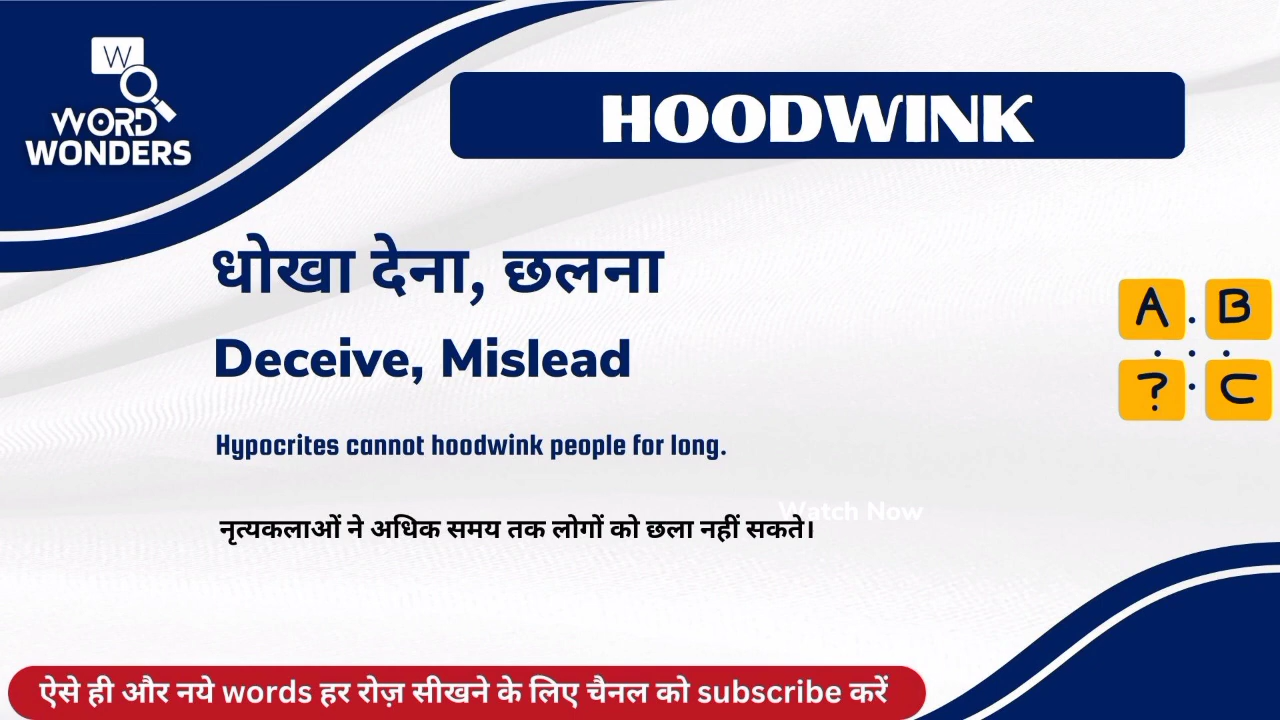 W
WORD
WONDERS
HOODWINK
धोखा देना, छलना
Deceive, Mislead
A B
? C
Hypocrites cannot hoodwink people for long.
Watch Now
नृत्यकलाओं ने अधिक समय तक लोगों को छला नहीं सकते।
ऐसे ही और नये words हर रोज़ सीखने के लिए चैनल को subscribe करें